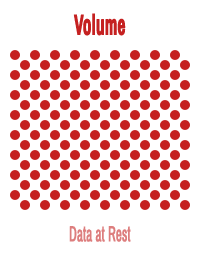 Volume
Data at Rest